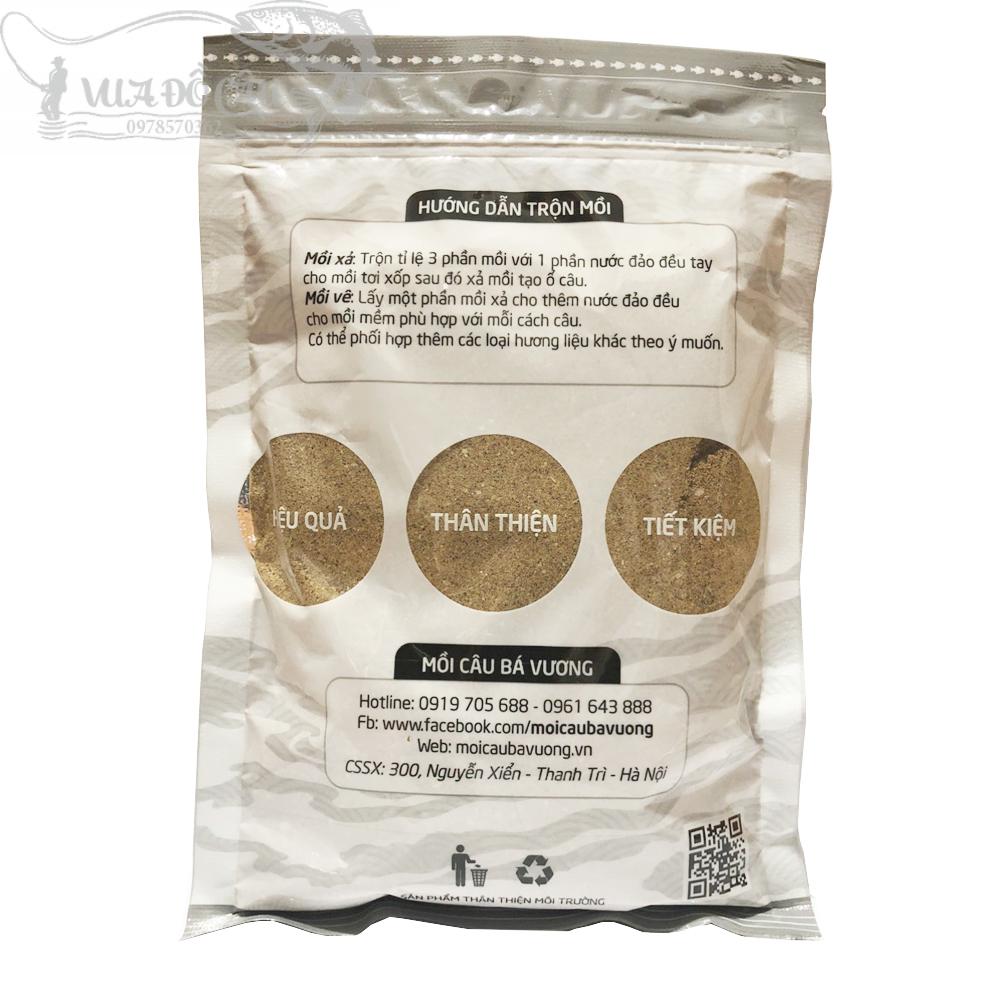 VUA ĐỒ
HƯỚNG DẪN TRỘN MỒI
Mồi xả: Trộn tỉ lệ 3 phần mồi với 1 phần nước đảo đều tay
cho mồi tơi xốp sau đó xả mồi tạo ổ câu.
Mồi vê: Lấy một phần mồi xả cho thêm nước đảo đều
cho mồi mềm phù hợp với mỗi cách câu.
Có thể phối hợp thêm các loại hương liệu khác theo ý muốn.
QUẢ
THÂN THIỆN
TIẾT KIỆM
MỒI CÂU BÁ VƯƠNG
Hotline: 0919 705 688 - 0961 643 888
Fb: www.facebook.com/moicaubavuong
Web: moicaubavuong.vn
CSSX: 300, Nguyễn Xiển - Thanh Trì - Hà Nội
SẢN PHẨM THÂN THIỆN MÔI TRƯỜNG